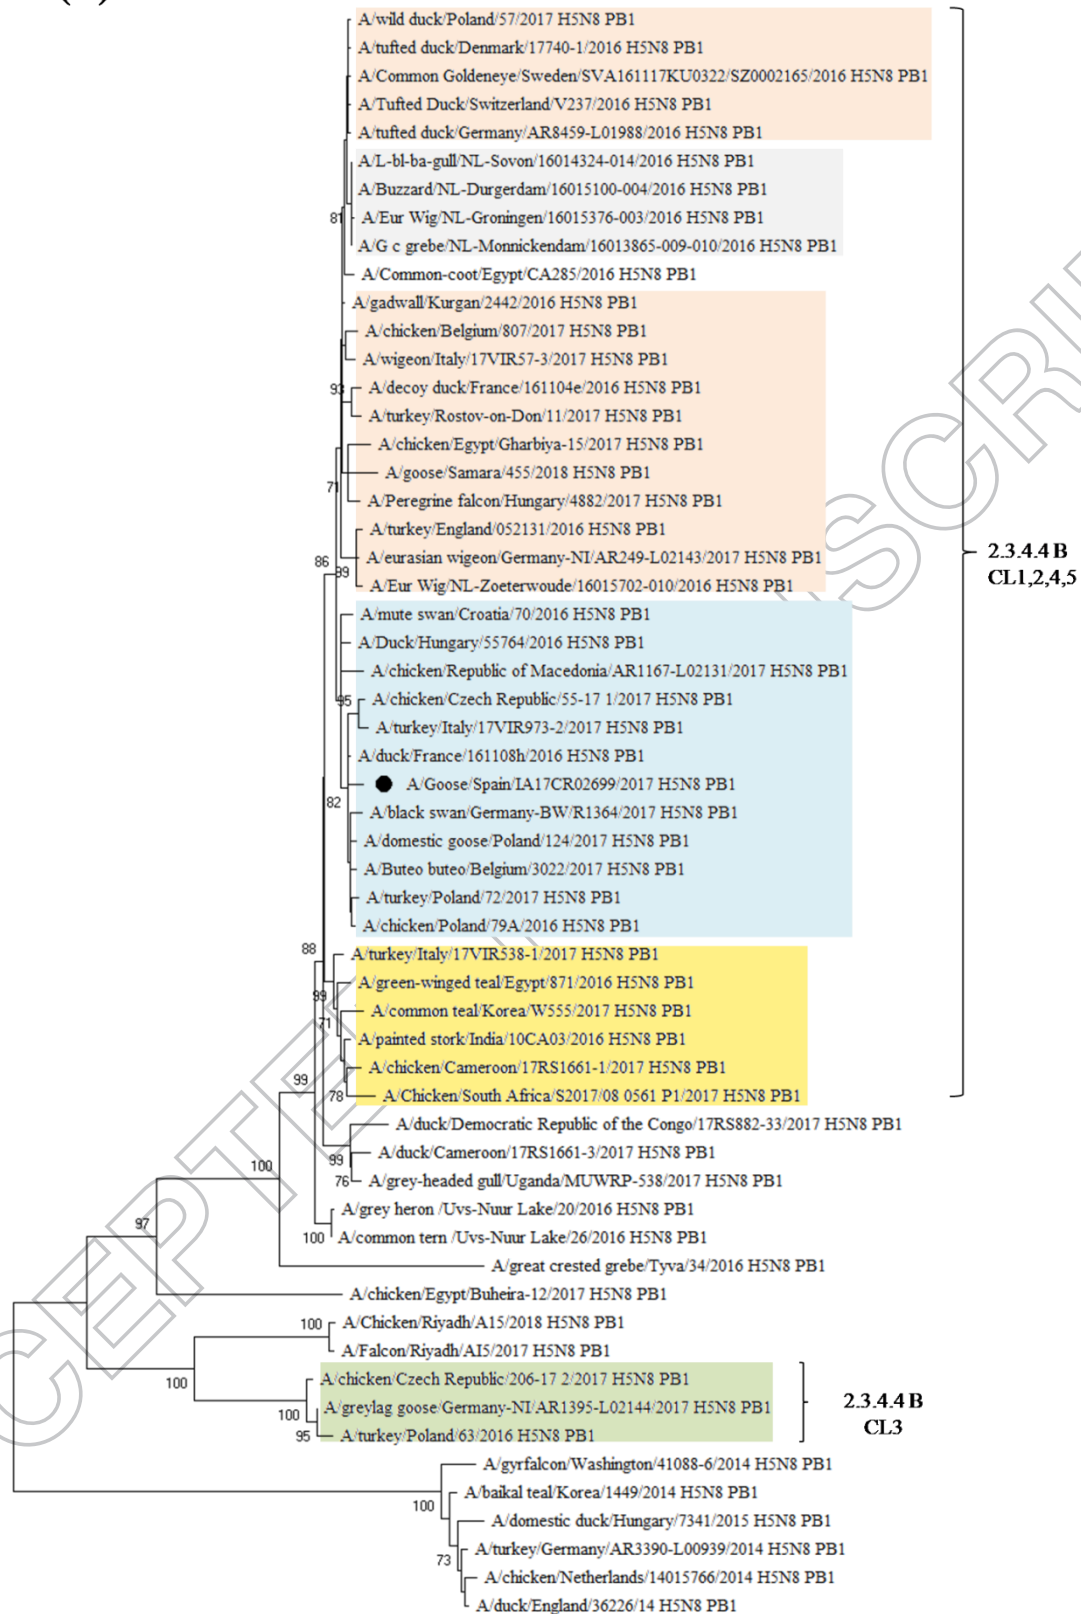 A/wild duck/Poland/57/2017 H5N8 PB1
A/tufted duck/Denmark/17740-1/2016 H5N8 PB1
A/Common Goldeneye/Sweden/SVA161117KU0322/SZ0002165/2016 H5N8 PB1
A/Tufted Duck/Switzerland/V237/2016 H5N8 PB1
A/tufted duck/Germany/AR8459-L01988/2016 H5N8 PB1
A/L-bl-ba-gull/NL-Sovon/16014324-014/2016 H5N8 PB1
A/Buzzard/NL-Durgerdam/16015100-004/2016 H5N8 PB1
81
A/Eur Wig/NL-Groningen/16015376-003/2016 H5N8 PB1
A/G c grebe/NL-Monnickendam/16013865-009-010/2016 H5N8 PB1
A/Common-coot/Egypt/CA285/2016 H5N8 PB1
A/gadwall/Kurgan/2442/2016 H5N8 PB1
A/chicken/Belgium/807/2017 H5N8 PB1
A/wigeon/Italy/17VIR57-3/2017 H5N8 PB1
93
A/decoy duck/France/161104e/2016 H5N8 PB1
A/turkey/Rostov-on-Don/11/2017 H5N8 PB1
A/chicken/Egypt/Gharbiya-15/2017 H5N8 PB1
A/goose/Samara/455/2018 H5N8 PB1
71
A/Peregrine falcon/Hungary/4882/2017 H5N8 PB1
A/turkey/England/052131/2016 H5N8 PB1
2.3.4.4 B
CL1,2,4,5
86
A/eurasian wigeon/Germany-NI/AR249-L02143/2017 H5N8 PB1
99
A/Eur Wig/NL-Zoeterwoude/16015702-010/2016 H5N8 PB1
A/mute swan/Croatia/70/2016 H5N8 PB1
A/Duck/Hungary/55764/2016 H5N8 PB1
A/chicken/Republic of Macedonia/AR1167-L02131/2017 H5N8 PB1
95
A/chicken/Czech Republic/55-17 1/2017 H5N8 PB1
A/turkey/Italy/17VIR973-2/2017 H5N8 PB1
A/duck/France/161108h/2016 H5N8 PB1
A/Goose/Spain/IA17CR02699/2017 H5N8 PB1
82
A/black swan/Germany-BW/R1364/2017 H5N8 PB1
A/domestic goose/Poland/124/2017 H5N8 PB1
A/Buteo buteo/Belgium/3022/2017 H5N8 PB1
A/turkey/Poland/72/2017 H5N8 PB1
A/chicken/Poland/79A/2016 H5N8 PB1
88
A/turkey/Italy/17VIR538-1/2017 H5N8 PB1
A/green-winged teal/Egypt/871/2016 H5N8 PB1
99
A/common teal/Korea/W555/2017 H5N8 PB1
71
A/painted stork/India/10CA03/2016 H5N8 PB1
A/chicken/Cameroon/17RS1661-1/2017 H5N8 PB1
99
78
A/Chicken/South Africa/S2017/08 0561 P1/2017 H5N8 PB1
A/duck/Democratic Republic of the Congo/17RS882-33/2017 H5N8 PB1
A/duck/Cameroon/17RS1661-3/2017 H5N8 PB1
99
100
76
A/grey-headed gull/Uganda/MUWRP-538/2017 H5N8 PB1
A/grey heron /Uvs-Nuur Lake/20/2016 H5N8 PB1
97
100
A/common tern /Uvs-Nuur Lake/26/2016 H5N8 PB1
A/great crested grebe/Tyva/34/2016 H5N8 PB1
A/chicken/Egypt/Buheira-12/2017 H5N8 PB1
100
A/Chicken/Riyadh/A15/2018 H5N8 PB1
A/Falcon/Riyadh/AI5/2017 H5N8 PB1
100
A/chicken/Czech Republic/206-17 2/2017 H5N8 PB1
2.3.4.4 B
CL3
100
A/greylag goose/Germany-NI/AR1395-L02144/2017 H5N8 PB1
95
A/turkey/Poland/63/2016 H5N8 PB1
A/gyrfalcon/Washington/41088-6/2014 H5N8 PB1
100
A/baikal teal/Korea/1449/2014 H5N8 PB1
A/domestic duck/Hungary/7341/2015 H5N8 PB1
73
A/turkey/Germany/AR3390-L00939/2014 H5N8 PB1
A/chicken/Netherlands/14015766/2014 H5N8 PB1
A/duck/England/36226/14 H5N8 PB1